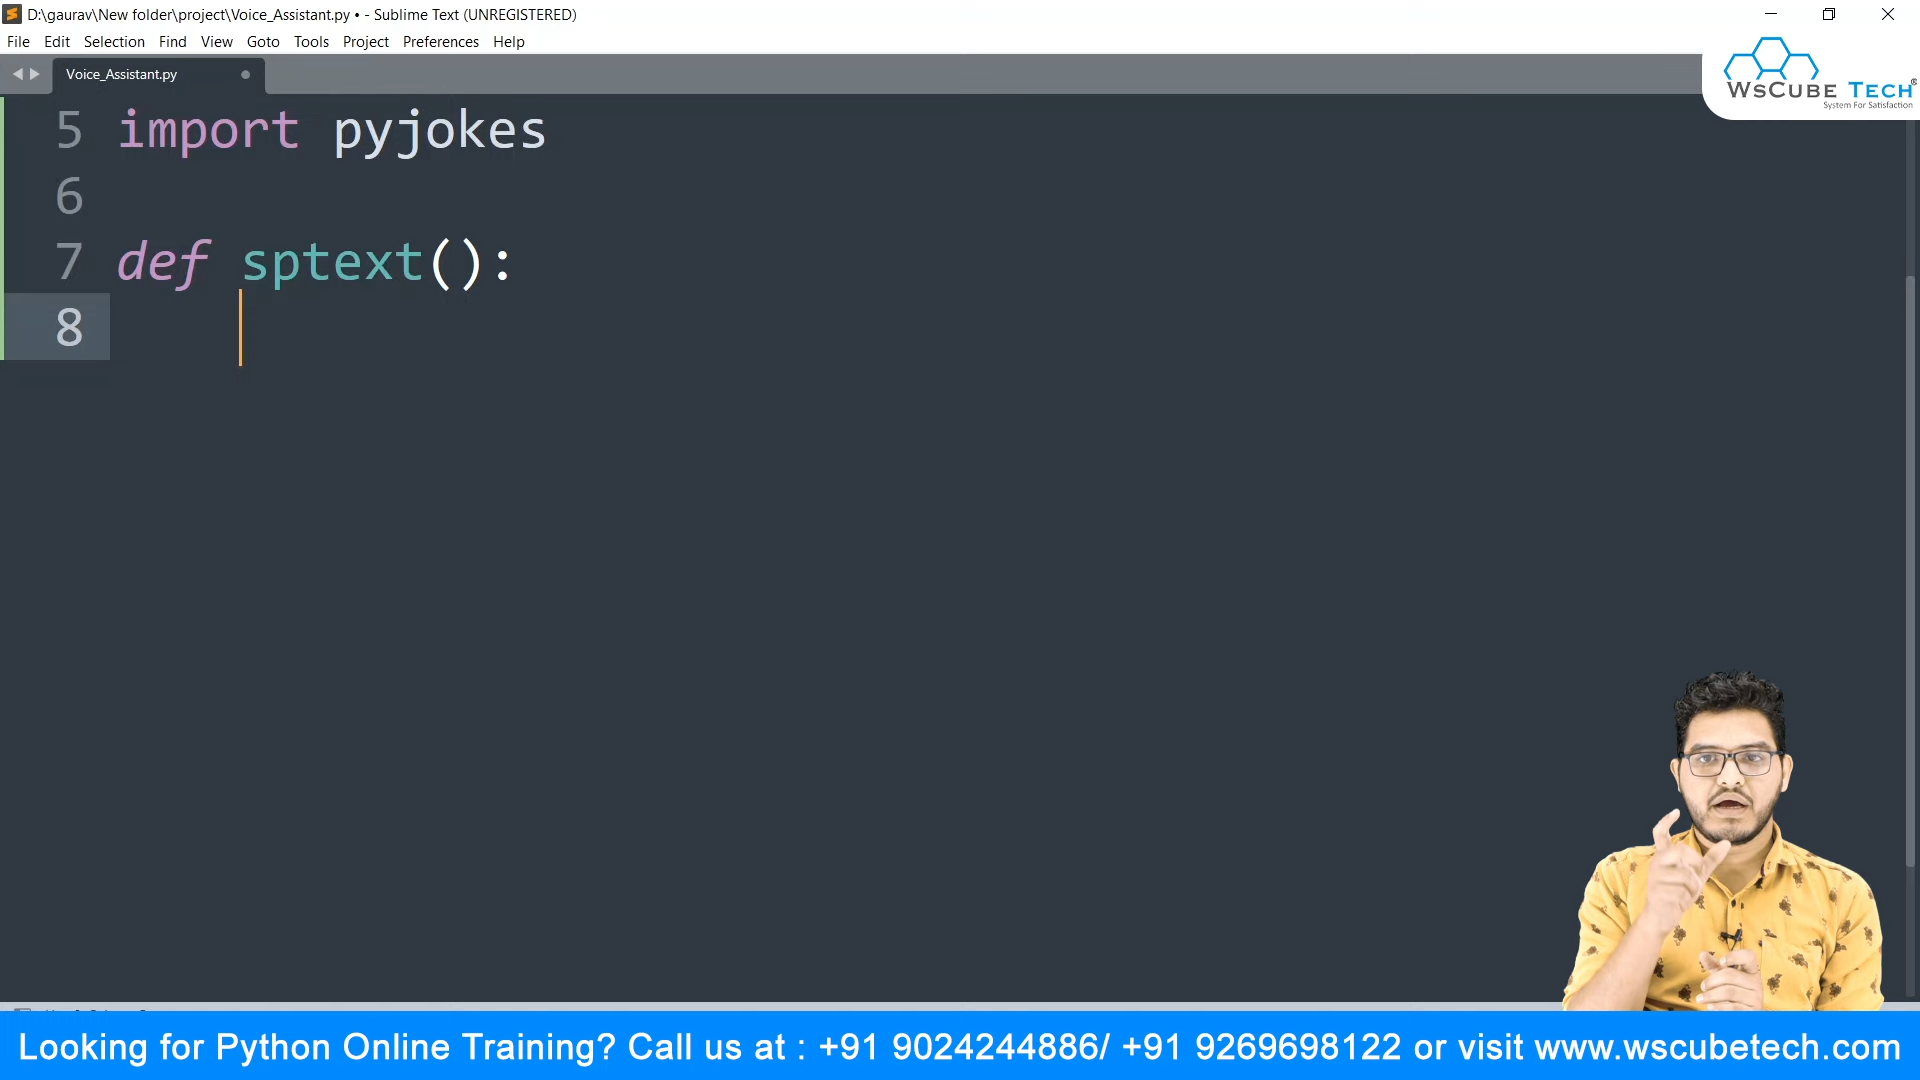 D:\gaurav\New folder\project\Voice_Assistant.py • - Sublime Text (UNREGISTERED)
File Edit Selection Find View Goto Tools Project Preferences Help
Voice_Assistant.py
WsCube Tech®
System For Satisfaction
5 import pyjokes
6
7 def sptext():
8
Looking for Python Online Training? Call us at : +91 9024244886/ +91 9269698122 or visit www.wscubetech.com